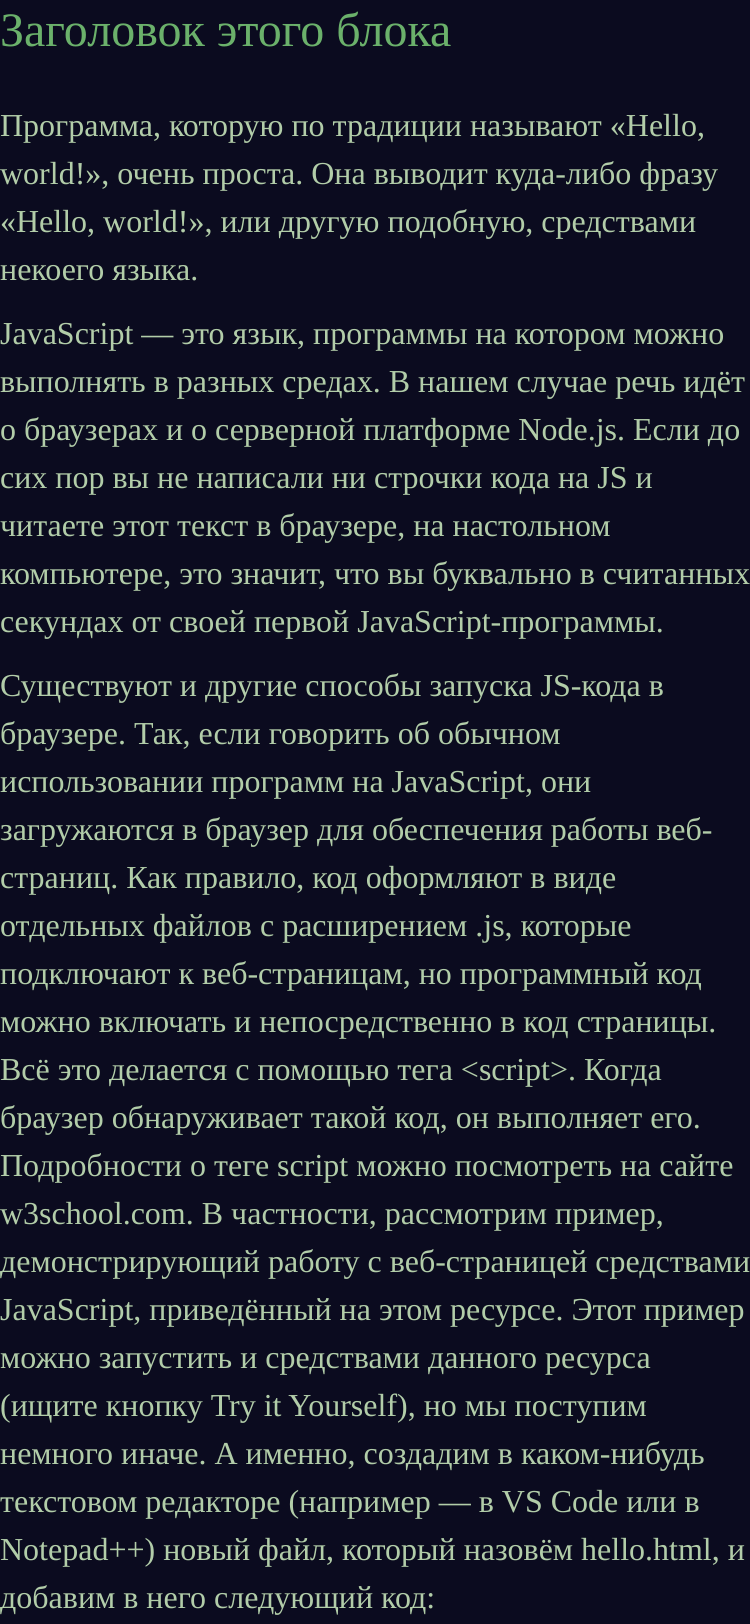 Заголовок этого блока
Программа, которую по традиции называют «Hello,
world!», очень проста. Она выводит куда-либо фразу
«Hello, world!», или другую подобную, средствами
некоего языка.
JavaScript — это язык, программы на котором можно
выполнять в разных средах. В нашем случае речь идёт
о браузерах и о серверной платформе Node.js. Если до
сих пор вы не написали ни строчки кода на JS и
читаете этот текст в браузере, на настольном
компьютере, это значит, что вы буквально в считанных
секундах от своей первой JavaScript-программы.
Существуют и другие способы запуска JS-кода в
браузере. Так, если говорить об обычном
использовании программ на JavaScript, они
загружаются в браузер для обеспечения работы веб-
страниц. Как правило, код оформляют в виде
отдельных файлов с расширением .js, которые
подключают к веб-страницам, но программный код
можно включать и непосредственно в код страницы.
Всё это делается с помощью тега <script>. Когда
браузер обнаруживает такой код, он выполняет его.
Подробности о теге script можно посмотреть на сайте
w3school.com. В частности, рассмотрим пример,
демонстрирующий работу с веб-страницей средствами
JavaScript, приведённый на этом ресурсе. Этот пример
можно запустить и средствами данного ресурса
(ищите кнопку Try it Yourself), но мы поступим
немного иначе. А именно, создадим в каком-нибудь
текстовом редакторе (например — в VS Code или в
Notepad++) новый файл, который назовём hello.html, и
добавим в него следующий код: